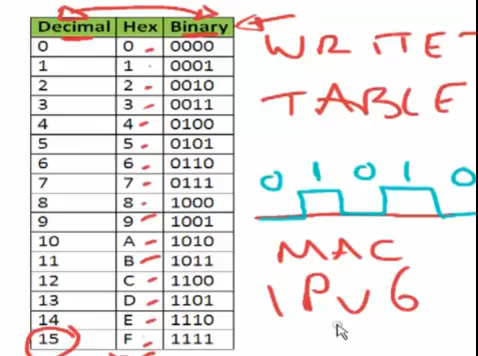 Decimal Hex Binary
0 0 0000
1 1 0001
2 2 0010
3 3 0011
4 4 0100
5 5 0101
6 6 0110
7 7 0111
8 8 1000
9 9 1001
10 A 1010
11 B 1011
12 C 1100
13 D 1101
14 E 1110
15 F 1111
WRITE
TABLE
0 1 0 1 0
MAC
IPv6